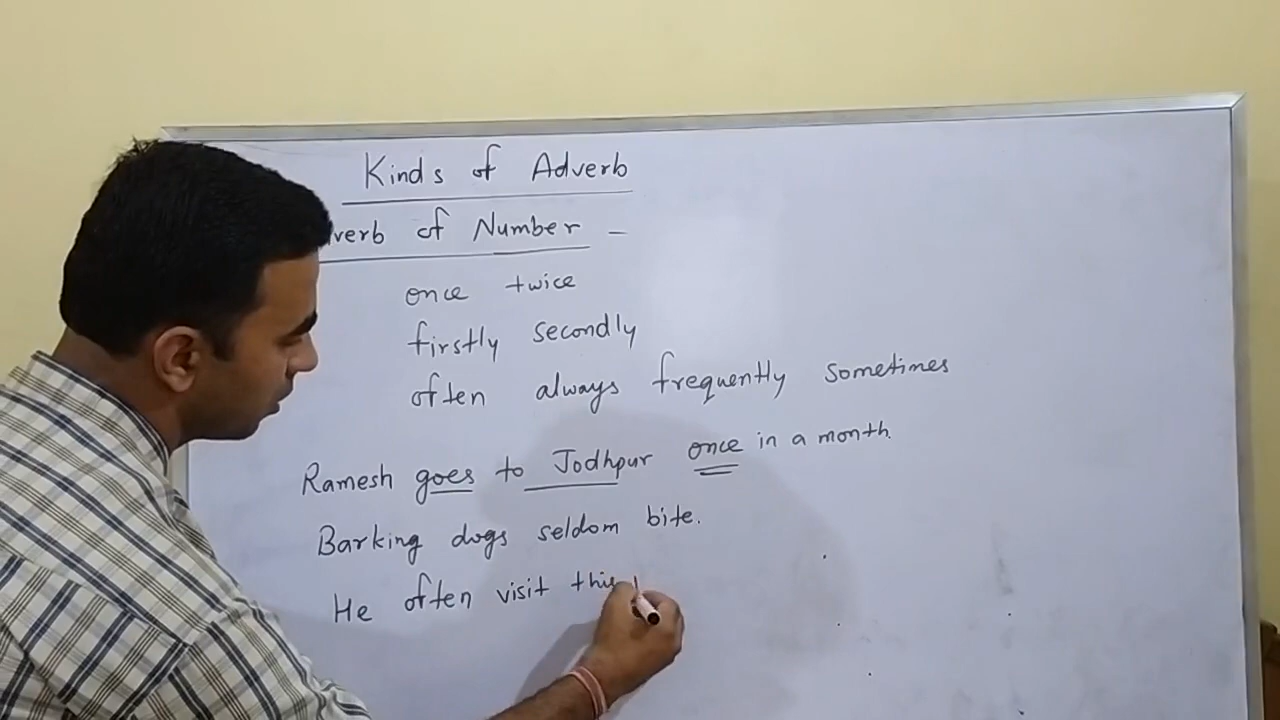 Kinds of Adverb
verb of Number -
once twice
firstly secondly
often always frequently sometimes
Ramesh goes to Jodhpur once in a month.
Barking dogs seldom bite.
He often visit this